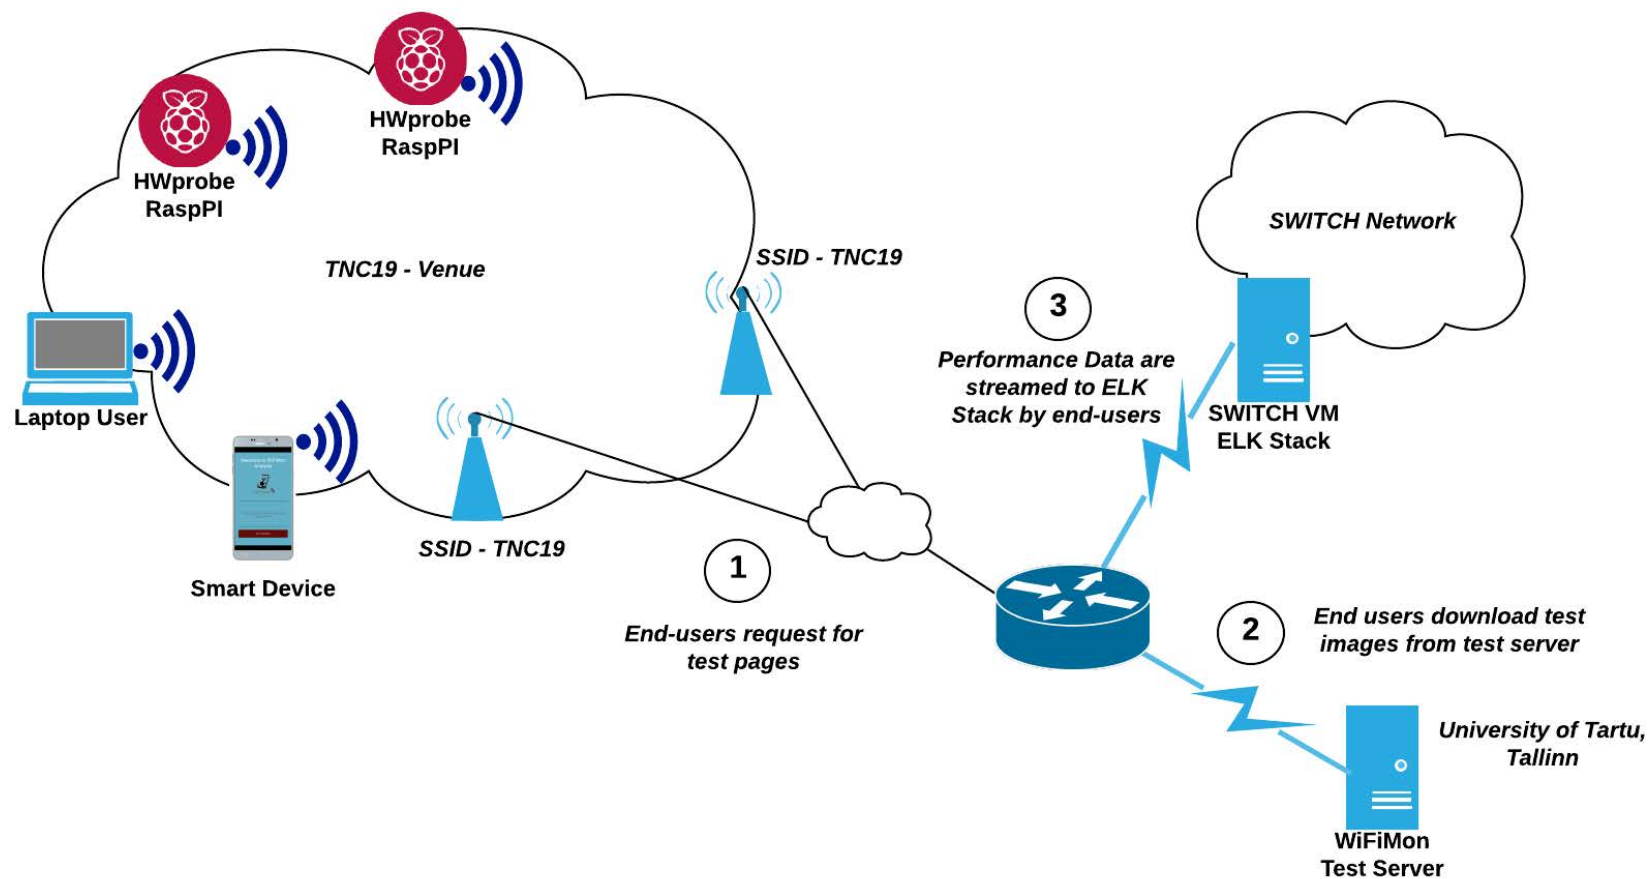 HWprobe
RaspPI
HWprobe
RaspPI
TNC19 - Venue
SSID - TNC19
SWITCH Network
3
Performance Data are
streamed to ELK
Stack by end-users
SWITCH VM
ELK Stack
Laptop User
SSID - TNC19
Smart Device
1
End-users request for
test pages
2
End users download test
images from test server
University of Tartu,
Tallinn
WiFiMon
Test Server